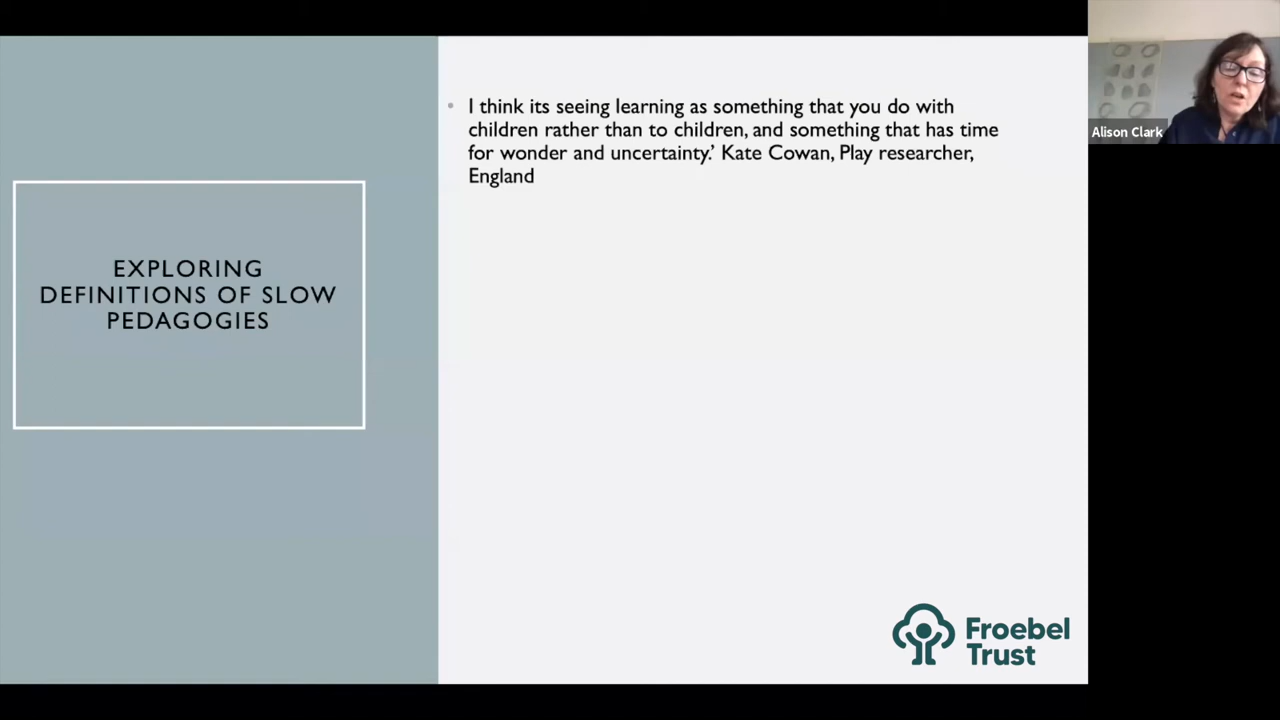 EXPLORING
DEFINITIONS OF SLOW
PEDAGOGIES
• I think its seeing learning as something that you do with
children rather than to children, and something that has time
for wonder and uncertainty.’ Kate Cowan, Play researcher,
England
Froebel
Trust
Alison Clark